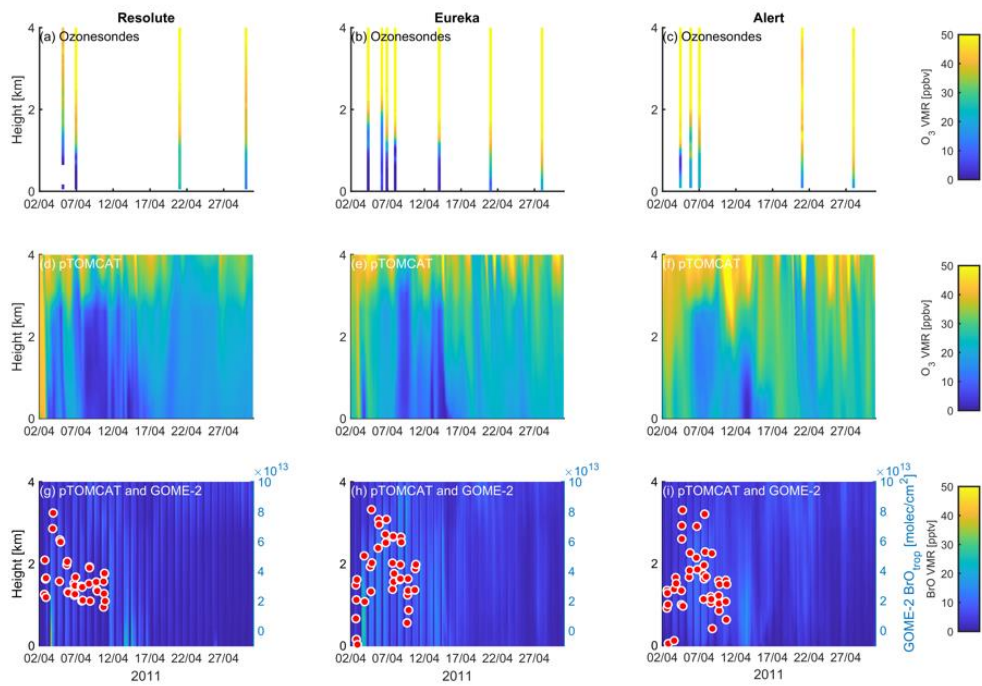 Resolute Eureka Alert
(a) Ozonesondes (b) Ozonesondes (c) Ozonesondes
4 4 4 50
40
Height [km] 2 2 2 30 O3 VMR [ppbv]
20
10
0 0 0 0
02/04 07/04 12/04 17/04 22/04 27/04 02/04 07/04 12/04 17/04 22/04 27/04 02/04 07/04 12/04 17/04 22/04 27/04
(d) pTOMCAT (e) pTOMCAT (f) pTOMCAT
4 4 4 50
40
Height [km] 2 2 2 30 O3 VMR [ppbv]
20
10
0 0 0 0
02/04 07/04 12/04 17/04 22/04 27/04 02/04 07/04 12/04 17/04 22/04 27/04 02/04 07/04 12/04 17/04 22/04 27/04
×10^13 ×10^13 ×10^13
(g) pTOMCAT and GOME-2 (h) pTOMCAT and GOME-2 (i) pTOMCAT and GOME-2
4 10 4 10 4 10 50
8 8 8 40
Height [km] 2 6 2 6 2 6 GOME-2 BrO_trop [molec/cm^2] 30 BrO VMR [pptv]
4 4 4 20
2 2 2 10
0 0 0 0 0 0 0
02/04 07/04 12/04 17/04 22/04 27/04 02/04 07/04 12/04 17/04 22/04 27/04 02/04 07/04 12/04 17/04 22/04 27/04
2011 2011 2011